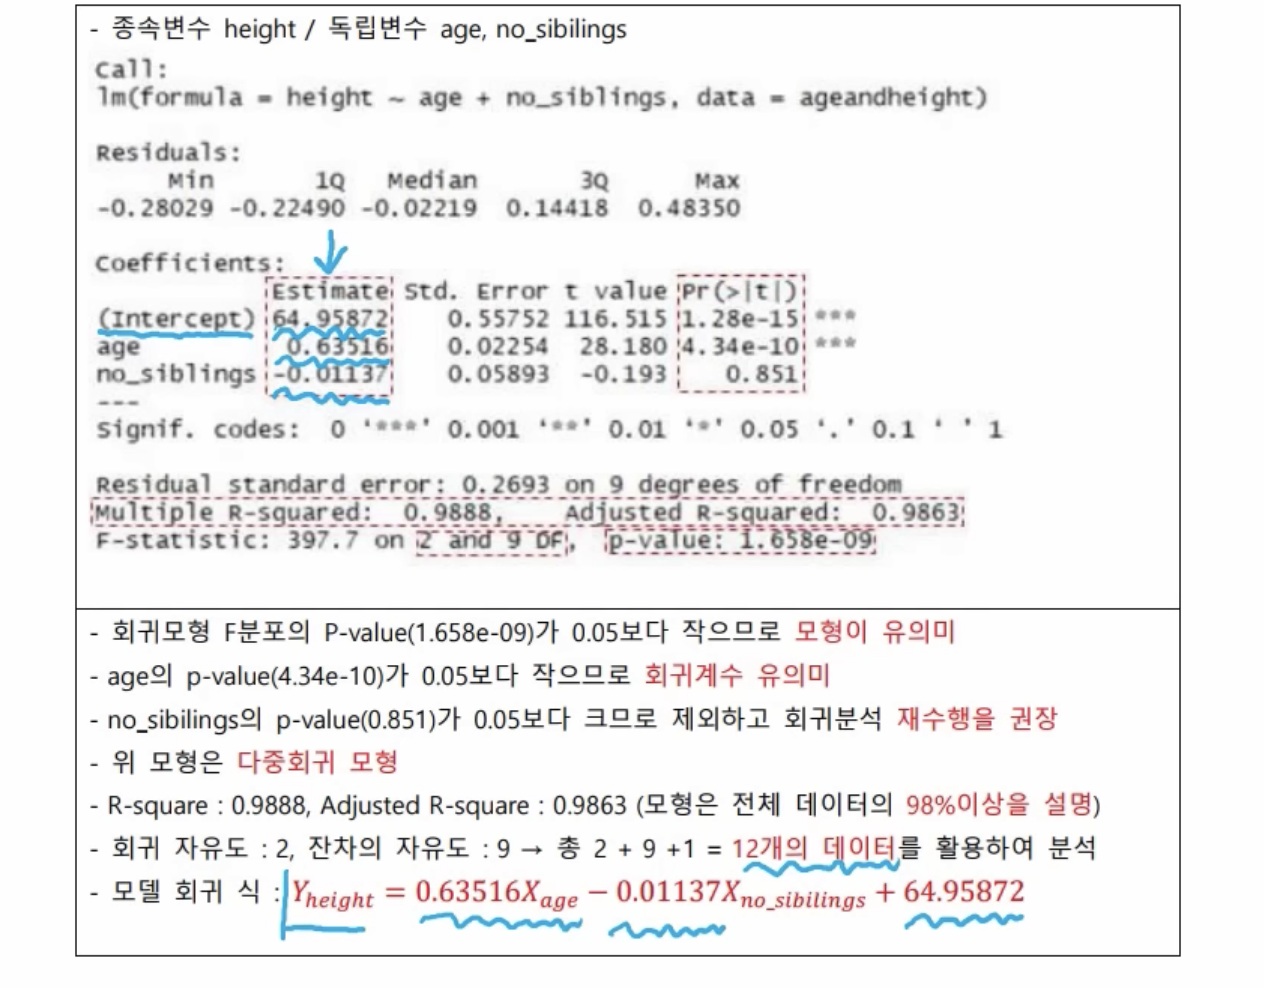 - 종속변수 height / 독립변수 age, no_sibilings
Call:
lm(formula = height ~ age + no_siblings, data = ageandheight)
Residuals:
Min 1Q Median 3Q Max
-0.28029 -0.22490 -0.02219 0.14418 0.48350
Coefficients:
Estimate Std. Error t value Pr(>|t|)
(Intercept) 64.95872 0.55752 116.515 1.28e-15 ***
age 0.63516 0.02254 28.180 4.34e-10 ***
no_siblings -0.01137 0.05893 -0.193 0.851
---
Signif. codes: 0 ‘***’ 0.001 ‘**’ 0.01 ‘*’ 0.05 ‘.’ 0.1 ‘ ’ 1
Residual standard error: 0.2693 on 9 degrees of freedom
Multiple R-squared: 0.9888, Adjusted R-squared: 0.9863
F-statistic: 397.7 on 2 and 9 DF, p-value: 1.658e-09
- 회귀모형 F분포의 P-value(1.658e-09)가 0.05보다 작으므로 모형이 유의미
- age의 p-value(4.34e-10)가 0.05보다 작으므로 회귀계수 유의미
- no_sibilings의 p-value(0.851)가 0.05보다 크므로 제외하고 회귀분석 재수행을 권장
- 위 모형은 다중회귀 모형
- R-square : 0.9888, Adjusted R-square : 0.9863 (모형은 전체 데이터의 98%이상을 설명)
- 회귀 자유도 : 2, 잔차의 자유도 : 9 → 총 2 + 9 +1 = 12개의 데이터를 활용하여 분석
- 모델 회귀 식 : Y_height = 0.63516X_age − 0.01137X_no_sibilings + 64.95872